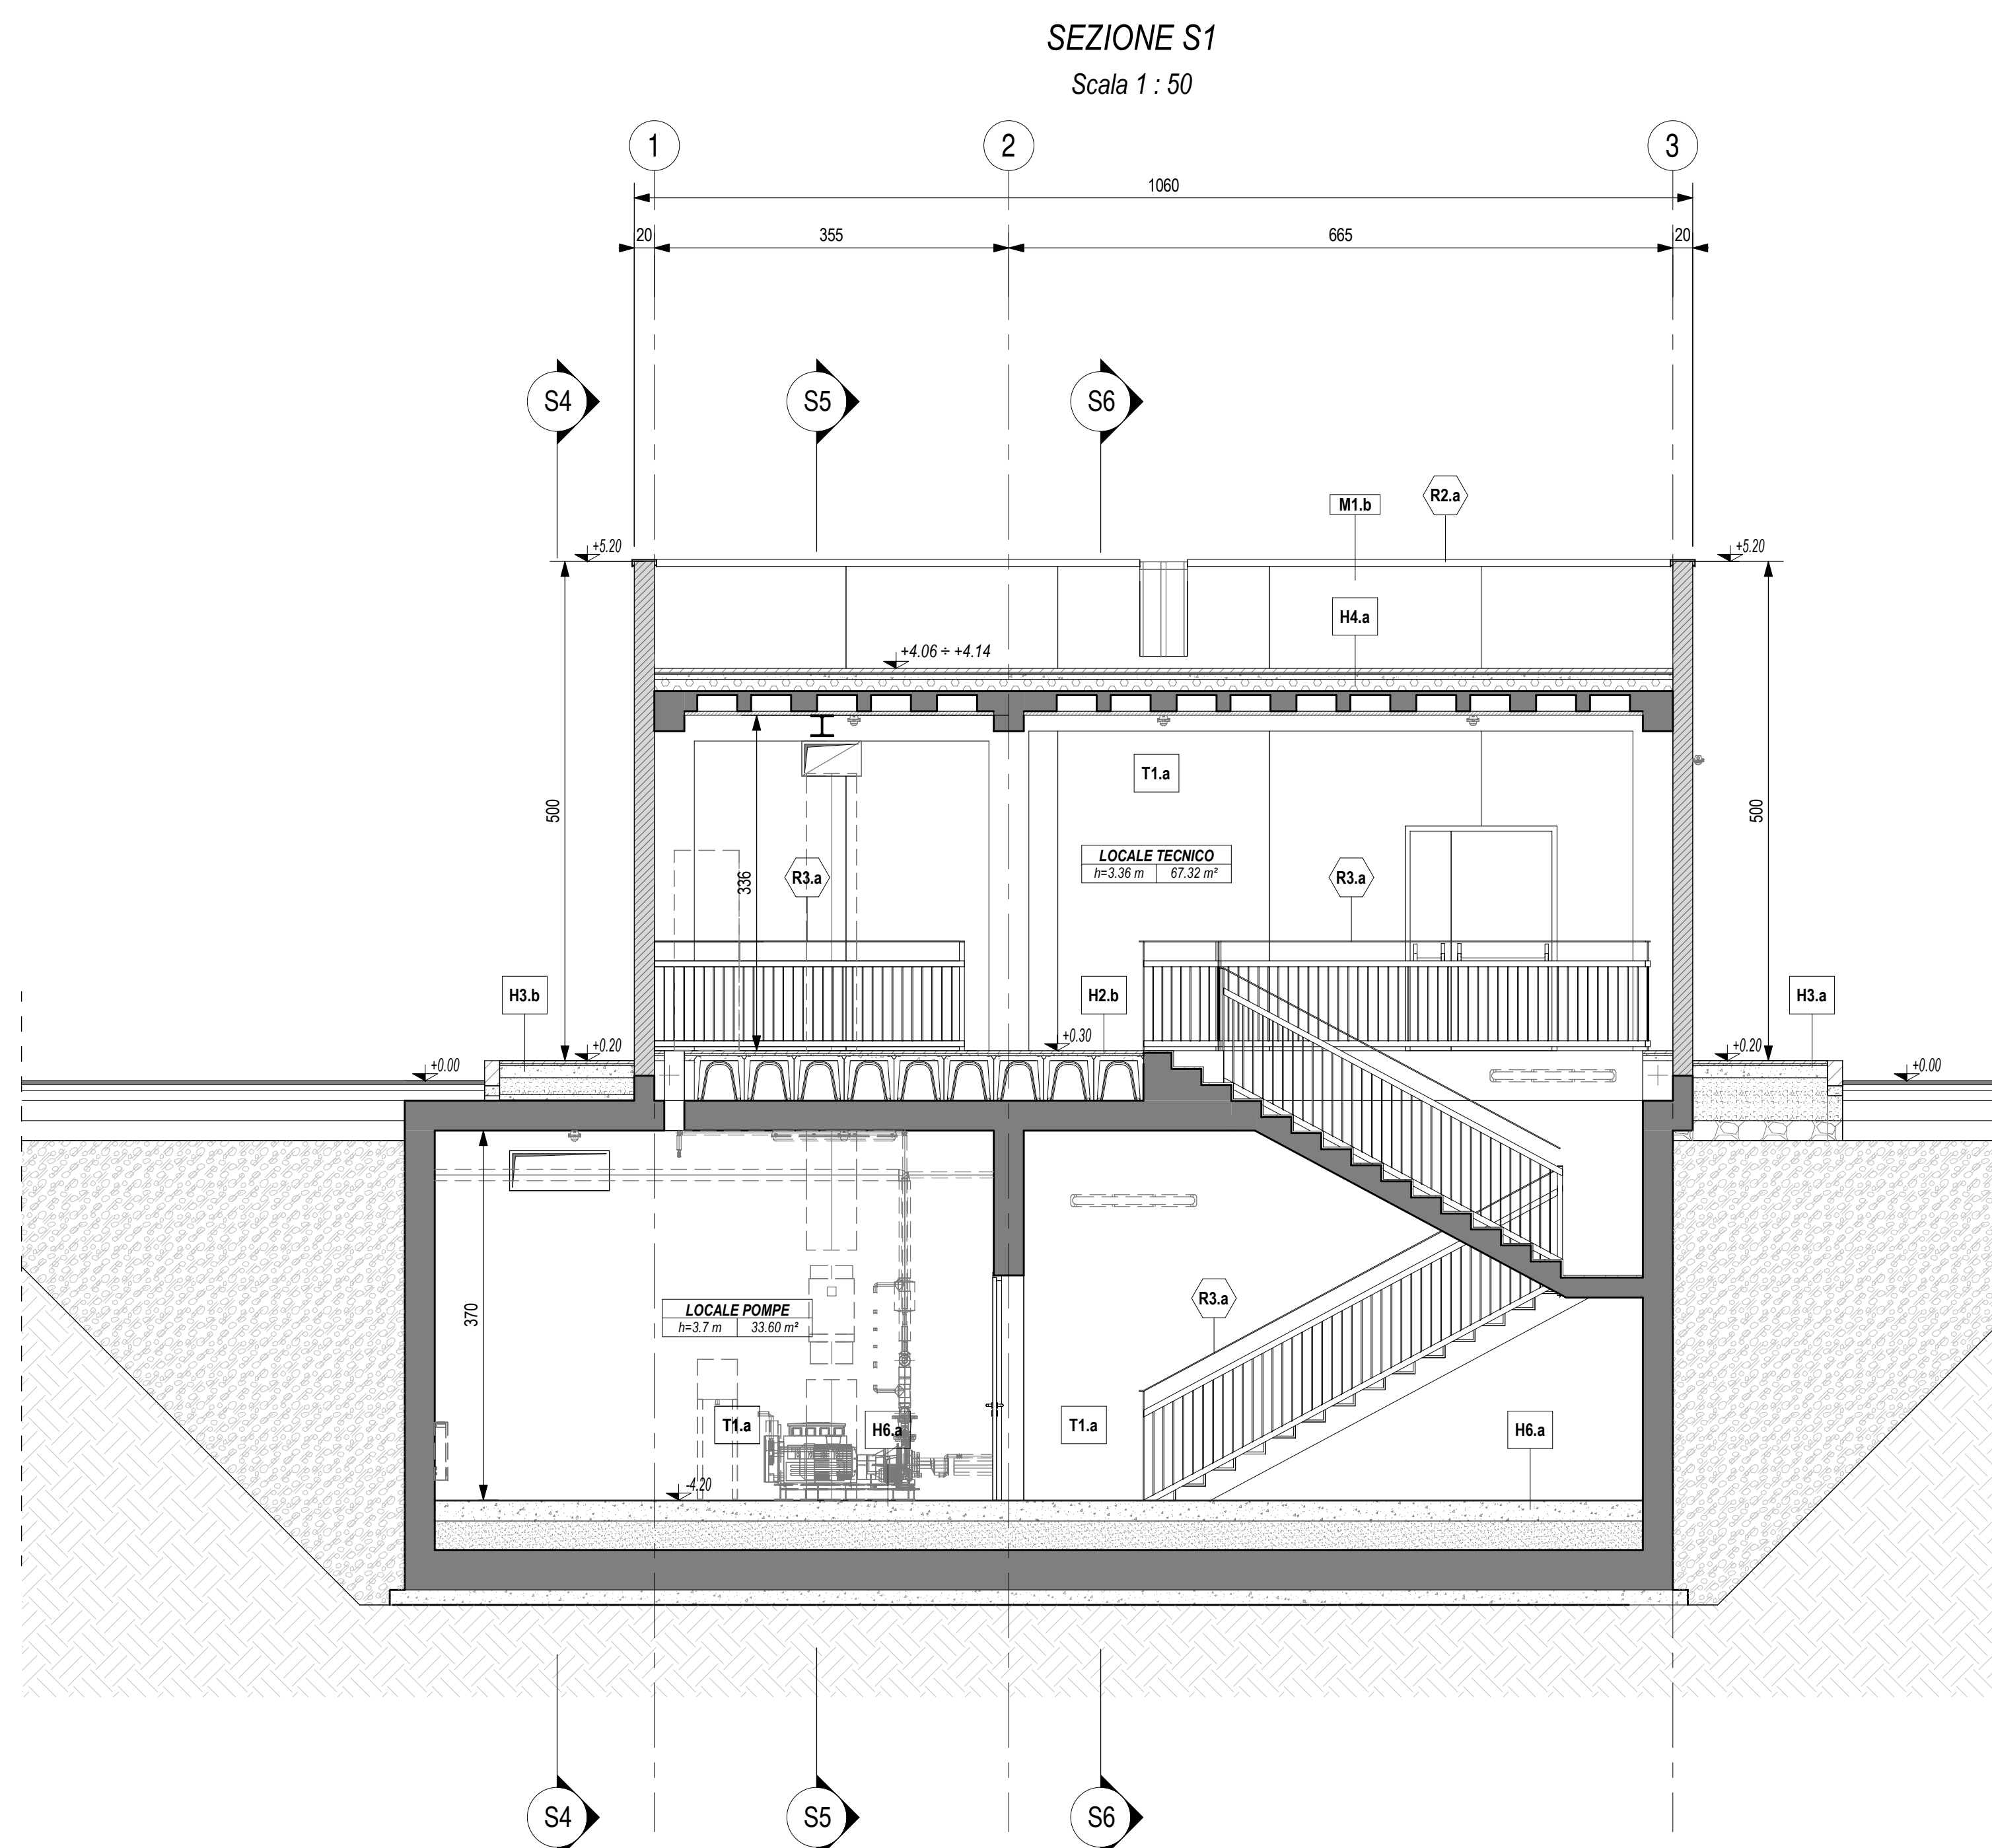 SEZIONE S1
Scala 1 : 50
1 2 3
1060
20 355 665 20
S4 S5 S6
M1.b R2.a
+5.20 +5.20
H4.a
+4.06 ÷ +4.14
T1.a
500 500
LOCALE TECNICO
h=3.36 m 67.32 m²
336 R3.a R3.a
H3.b H2.b H3.a
+0.30
+0.20 +0.20
+0.00 +0.00
370
LOCALE POMPE
h=3.7 m 33.60 m²
R3.a
T1.a H6.a T1.a H6.a
-4.20
S4 S5 S6